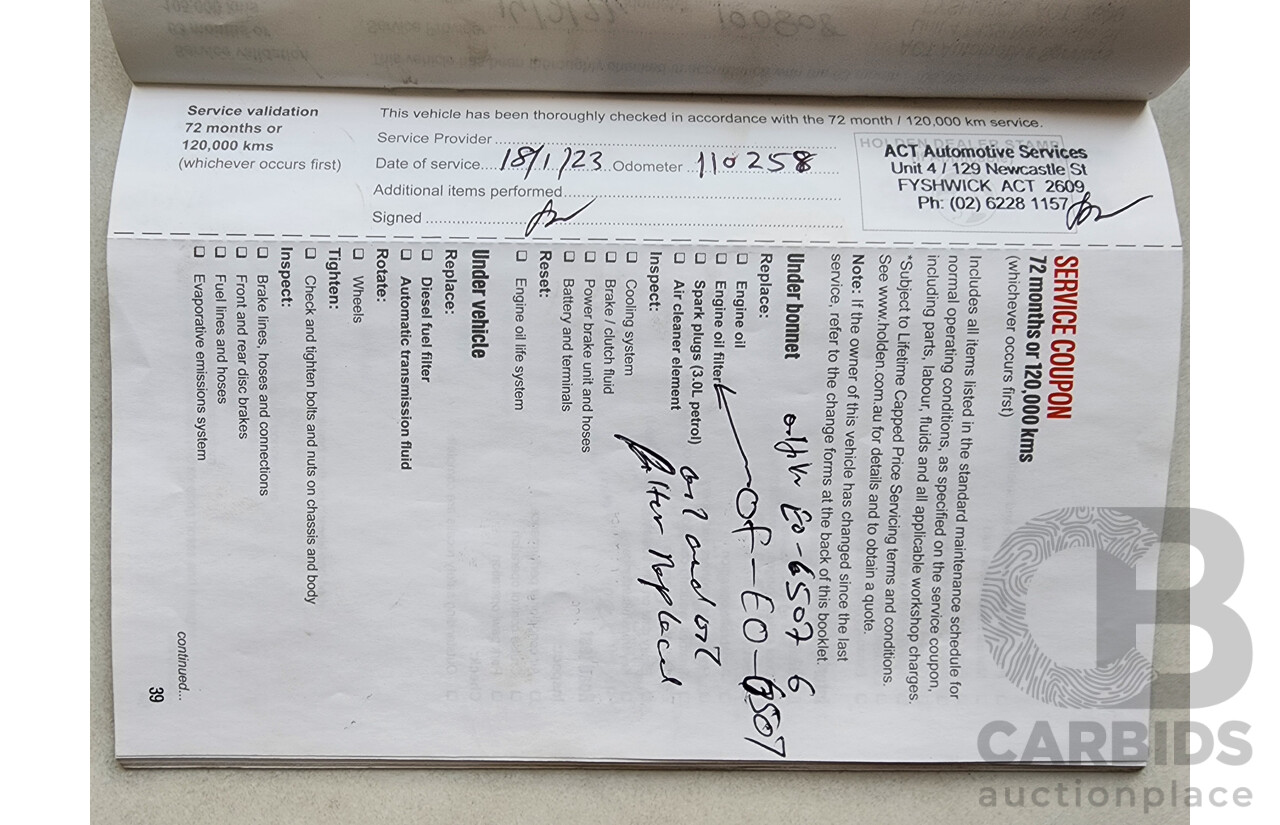 Service validation
72 months or
120,000 kms
(whichever occurs first)
This vehicle has been thoroughly checked in accordance with the 72 month / 120,000 km service.
Service Provider
Date of service 18/1/23 Odometer 110258
Additional items performed
Signed
HOLDEN DEALER STAMP
ACT Automotive Services
Unit 4 / 129 Newcastle St
FYSHWICK ACT 2609
Ph: (02) 6228 1157
SERVICE COUPON
72 months or 120,000 kms
(whichever occurs first)
Includes all items listed in the standard maintenance schedule for
normal operating conditions, as specified on the service coupon,
including parts, labour, fluids and all applicable workshop charges.
*Subject to Lifetime Capped Price Servicing terms and conditions.
See www.holden.com.au for details and to obtain a quote.
Note: If the owner of this vehicle has changed since the last
service, refer to the change forms at the back of this booklet.
Under bonnet
EO-6507
Replace:
Engine oil
Engine oil filter
OF-EO-6507
Spark plugs (3.0L petrol)
oil and oil
Air cleaner element
filter replaced
Inspect:
Cooling system
Brake / clutch fluid
Power brake unit and hoses
Battery and terminals
Reset:
Engine oil life system
Under vehicle
Replace:
Diesel fuel filter
Automatic transmission fluid
Rotate:
Wheels
Tighten:
Check and tighten bolts and nuts on chassis and body
Inspect:
Brake lines, hoses and connections
Front and rear disc brakes
Fuel lines and hoses
Evaporative emissions system
continued...
39
CARBIDS
auctionplace